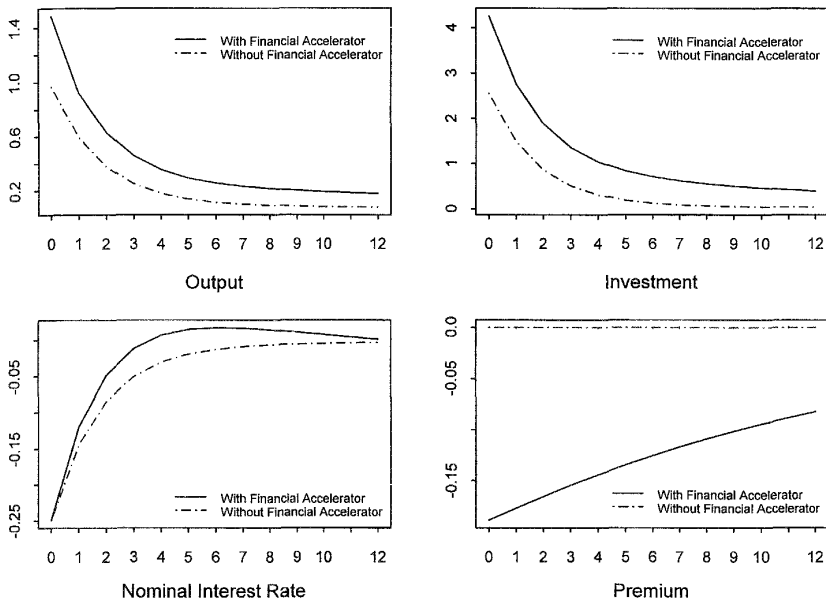 1.4
1.0
0.6
0.2
With Financial Accelerator
Without Financial Accelerator
0 1 2 3 4 5 6 7 8 9 10 12
Output
4
3
2
1
0
With Financial Accelerator
Without Financial Accelerator
0 1 2 3 4 5 6 7 8 9 10 12
Investment
-0.05
-0.15
-0.25
With Financial Accelerator
Without Financial Accelerator
0 1 2 3 4 5 6 7 8 9 10 12
Nominal Interest Rate
0.0
-0.05
-0.15
With Financial Accelerator
Without Financial Accelerator
0 1 2 3 4 5 6 7 8 9 10 12
Premium